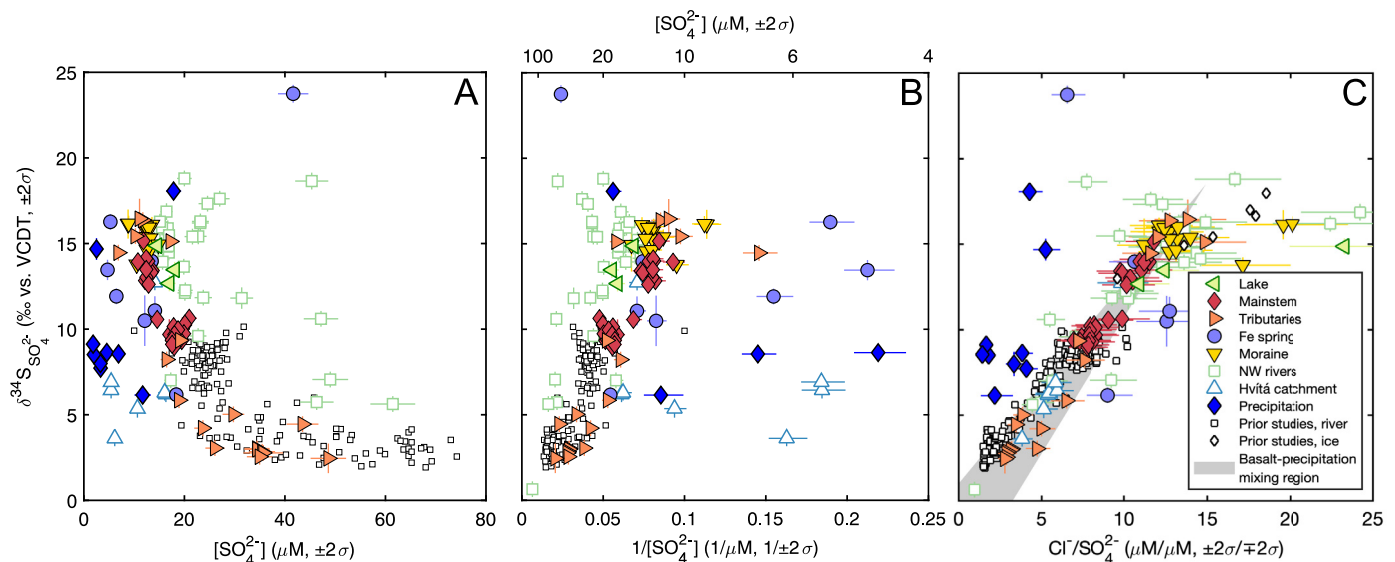 [SO₄²⁻] (μM, ±2σ)
100 20 10 6 4
A B C
25
20
15
10
5
0
δ³⁴S_SO₄²⁻ (‰ vs. VCDT, ±2σ)
0 20 40 60 80
0 0.05 0.1 0.15 0.2 0.25
0 5 10 15 20 25
[SO₄²⁻] (μM, ±2σ)
1/[SO₄²⁻] (1/μM, 1/±2σ)
Cl⁻/SO₄²⁻ (μM/μM, ±2σ/∓2σ)
Lake
Mainstem
Tributaries
Fe spring
Moraine
NW rivers
Hvítá catchment
Precipitation
Prior studies, river
Prior studies, ice
Basalt-precipitation
mixing region